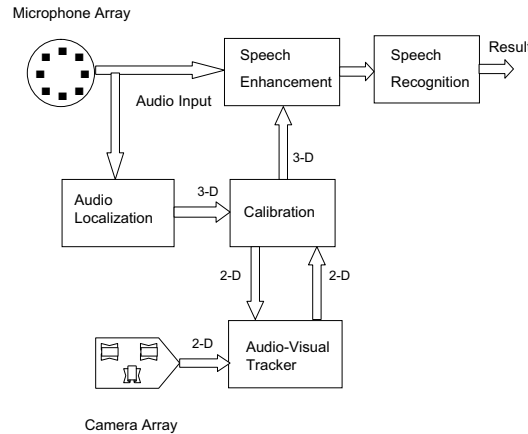 Microphone Array
Speech
Enhancement
Speech
Recognition
Result
Audio Input
3-D
Audio
Localization
3-D
Calibration
2-D
2-D
2-D
Audio-Visual
Tracker
Camera Array